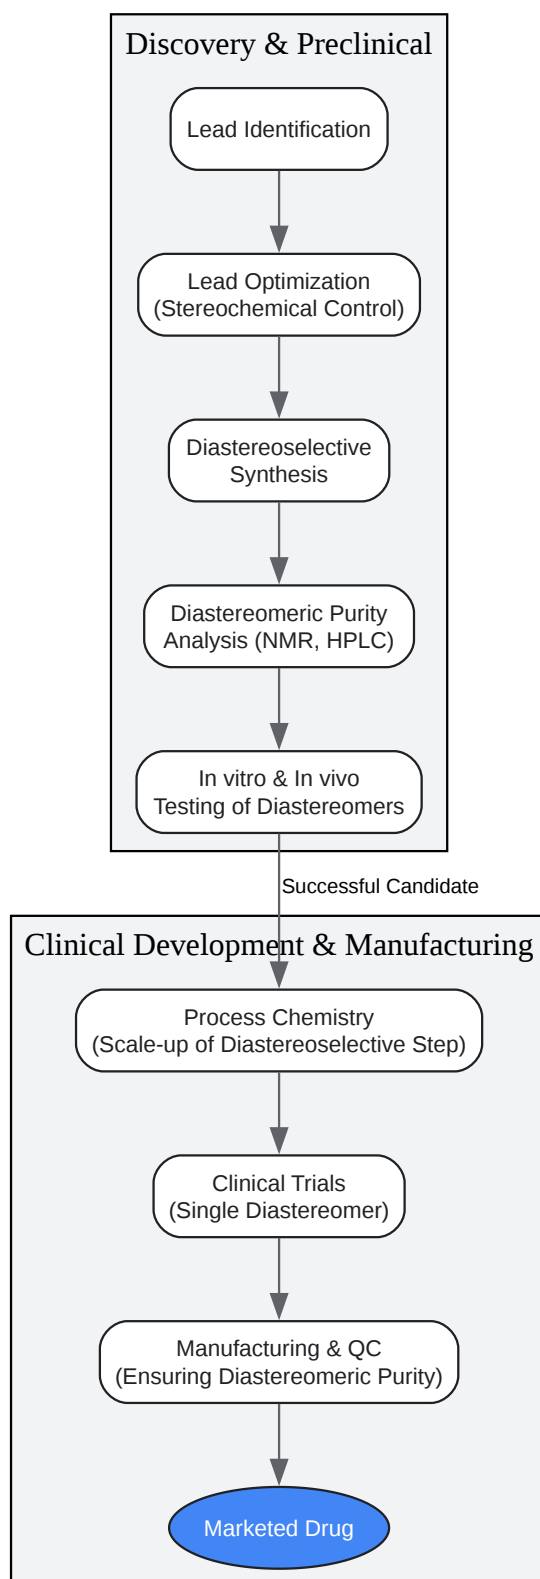 Discovery & Preclinical
Lead Identification
Lead Optimization
(Stereochemical Control)
Diastereoselective
Synthesis
Diastereomeric Purity
Analysis (NMR, HPLC)
In vitro & In vivo
Testing of Diastereomers
Successful Candidate
Clinical Development & Manufacturing
Process Chemistry
(Scale-up of Diastereoselective Step)
Clinical Trials
(Single Diastereomer)
Manufacturing & QC
(Ensuring Diastereomeric Purity)
Marketed Drug